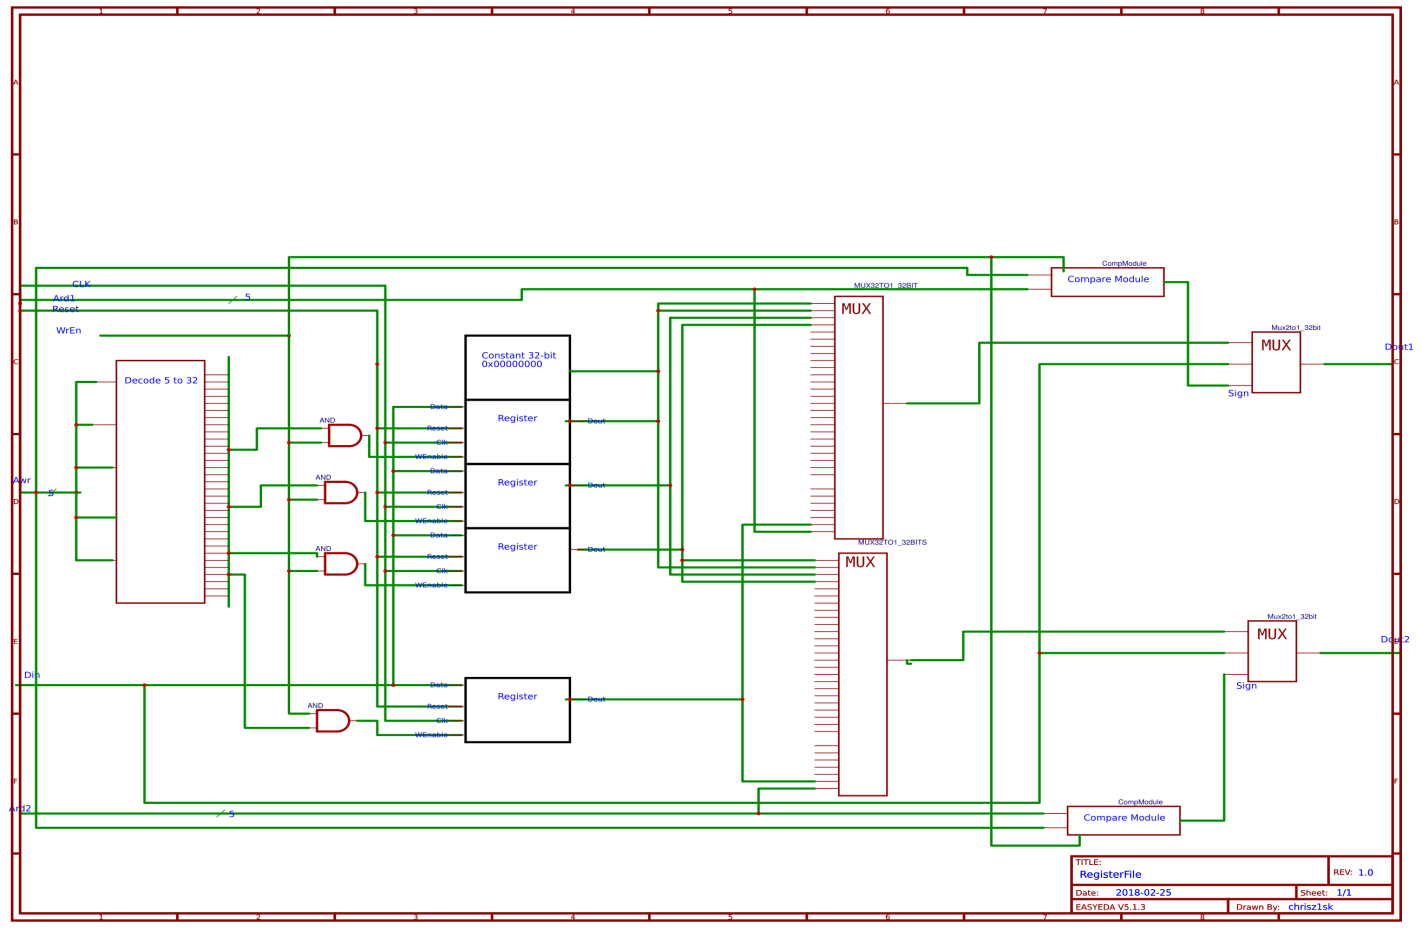 1 2 3 4 5 6 7 8
A A
B B
CompModule
Compare Module
CLK
MUX32TO1_32BIT
Ard1
5
Reset
MUX
WrEn
Mux2to1_32bit
MUX
Dout1
Constant 32-bit
0x00000000
C C
Decode 5 to 32
Sign
Data
AND
Register
Dout
Reset
Clk
WEnable
Data
AND
Register
Dout
Awr
5
Reset
D D
Clk
WEnable
Data
AND
Register
Dout
MUX32TO1_32BITS
MUX
Reset
Clk
WEnable
Mux2to1_32bit
MUX
Dout2
E E
Din
Sign
Data
Register
Dout
AND
Reset
Clk
WEnable
F F
CompModule
Compare Module
Ard2
5
TITLE:
RegisterFile
REV: 1.0
Date: 2018-02-25
Sheet: 1/1
EASYEDA V5.1.3
Drawn By: chrisz1sk
1 2 3 4 5 6 7 8